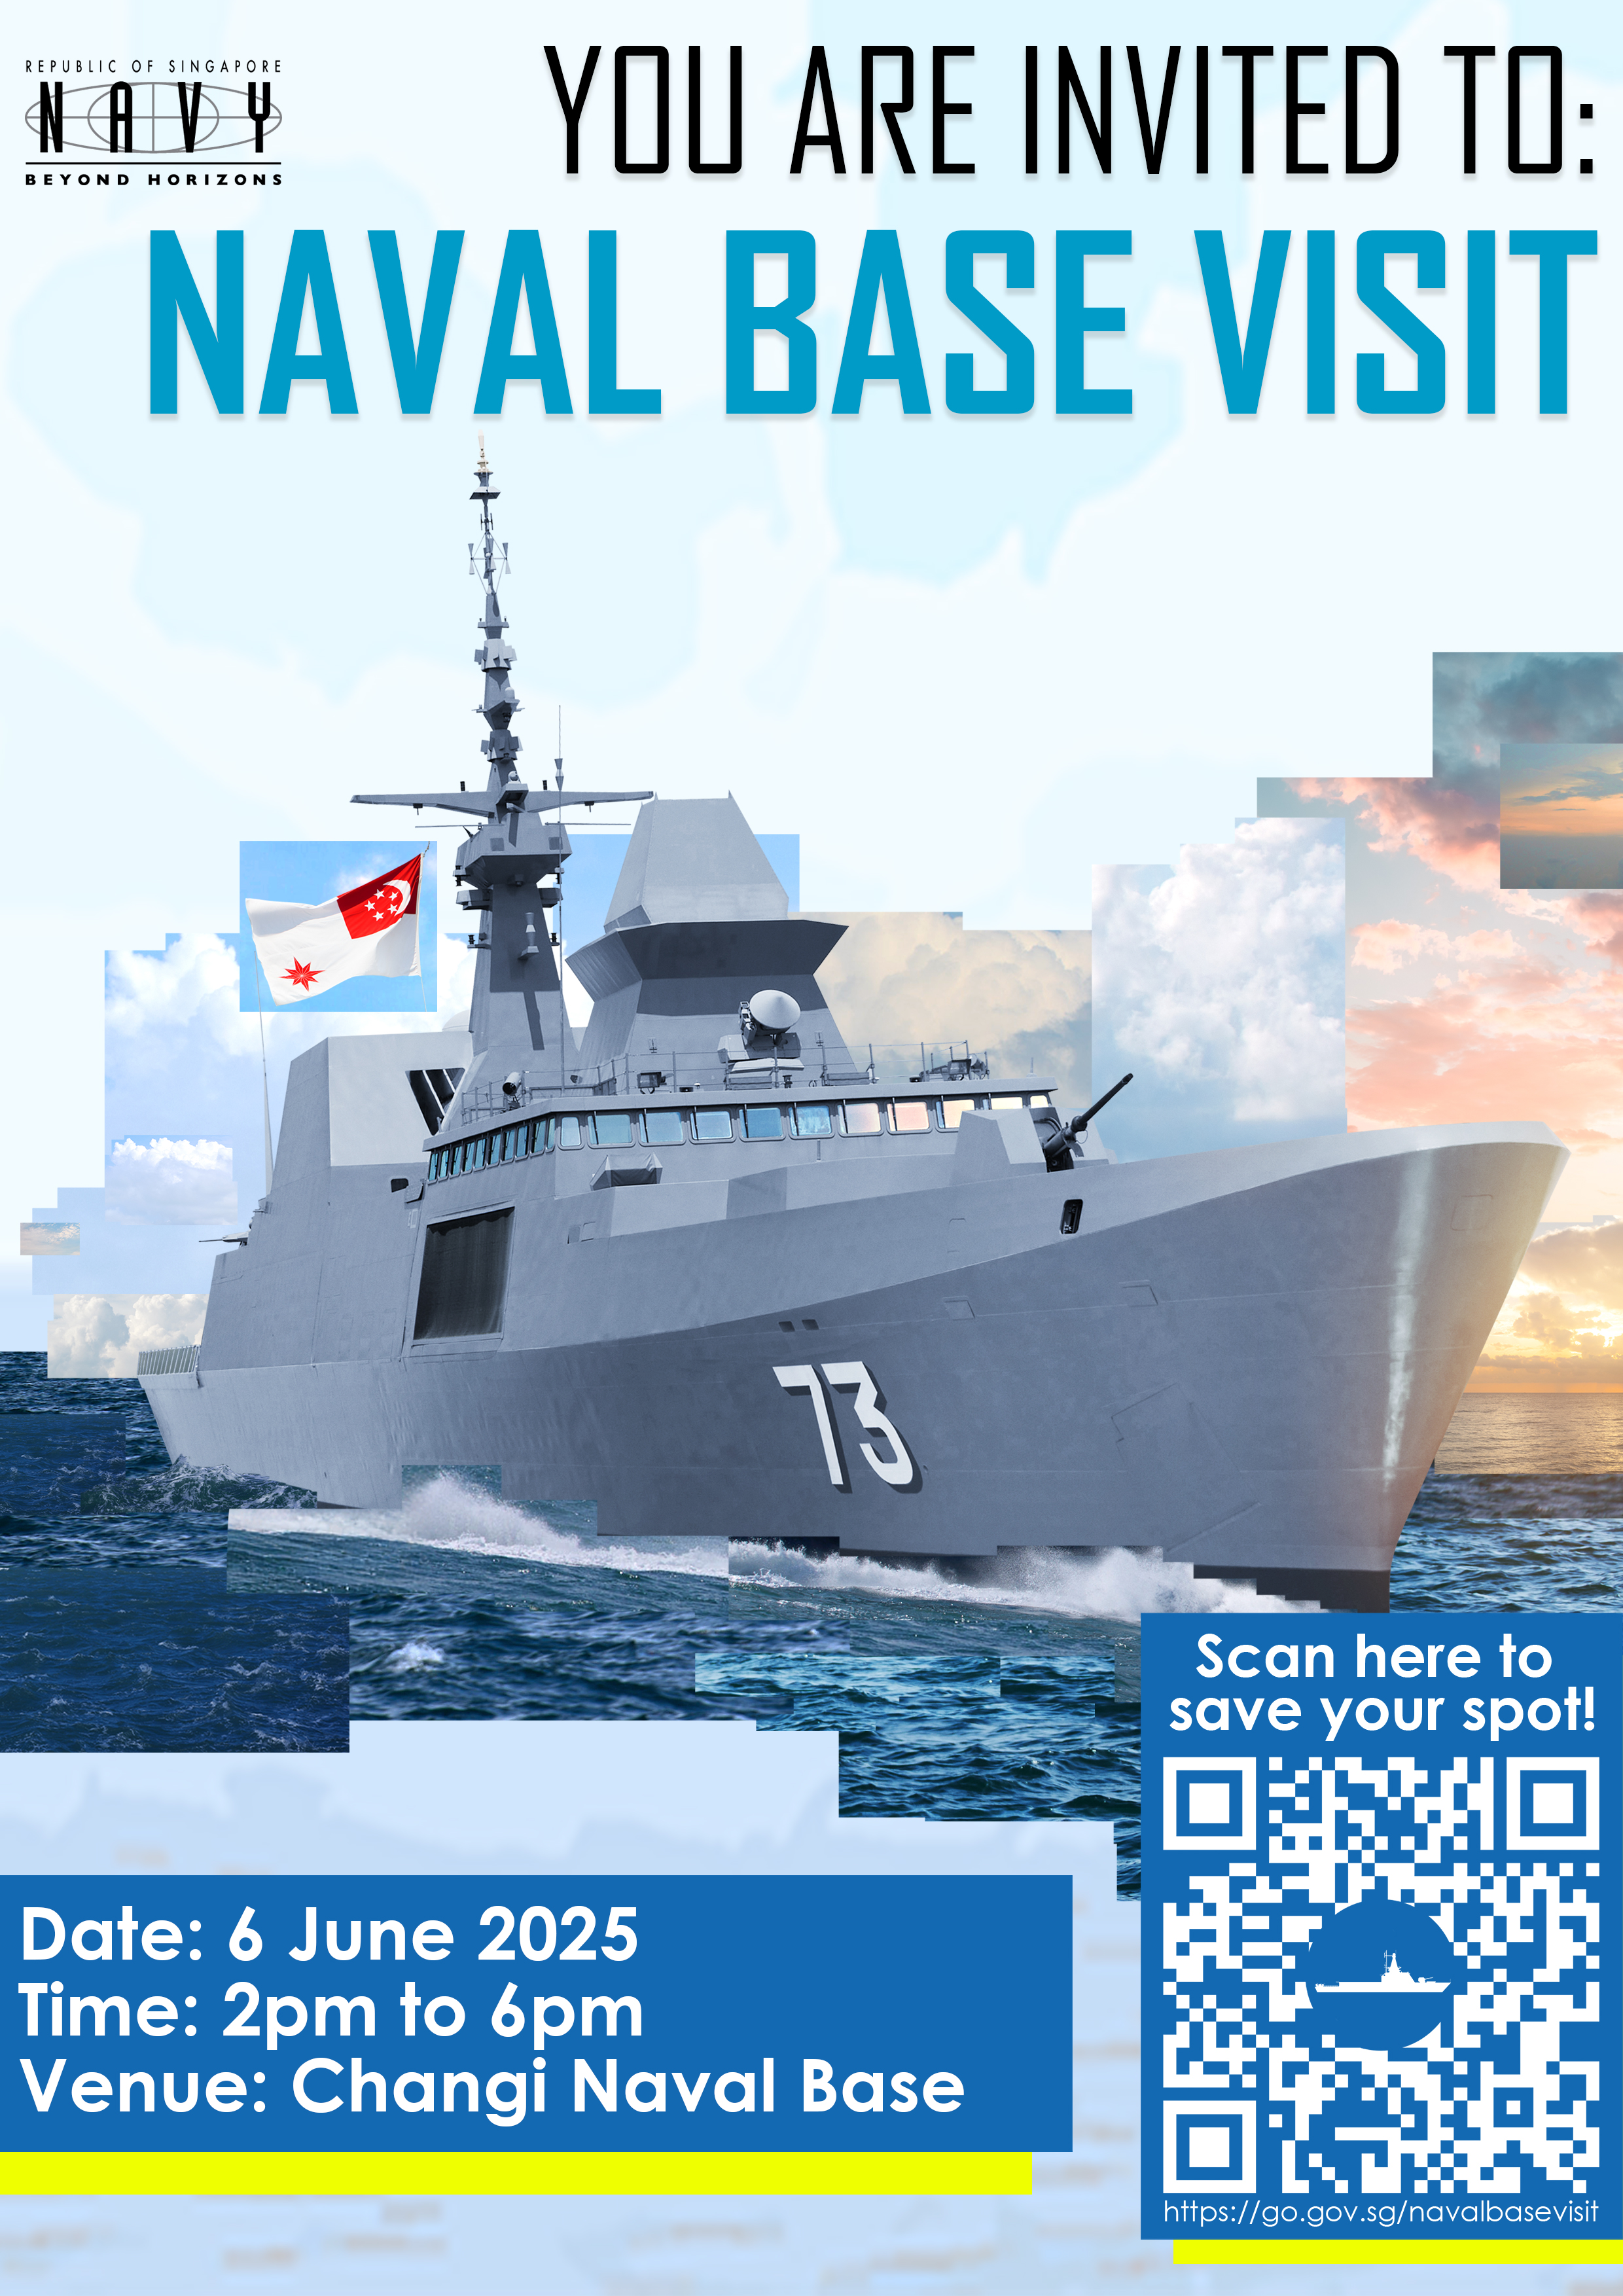 REPUBLIC OF SINGAPORE
NAVY
BEYOND HORIZONS
YOU ARE INVITED TO:
NAVAL BASE VISIT
73
Scan here to
save your spot!
https://go.gov.sg/navalbasevisit
Date: 6 June 2025
Time: 2pm to 6pm
Venue: Changi Naval Base